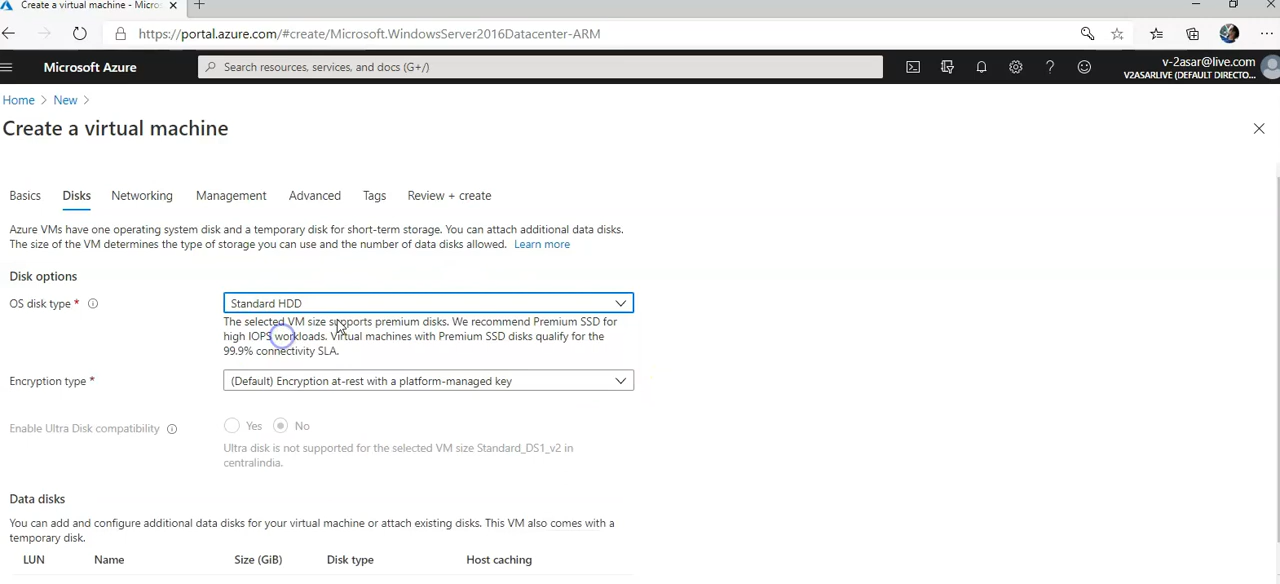 Create a virtual machine - Micros
https://portal.azure.com/#create/Microsoft.WindowsServer2016Datacenter-ARM
Microsoft Azure
Search resources, services, and docs (G+/)
v-2asar@live.com
V2ASARLIVE (DEFAULT DIRECTO...
Home > New >
Create a virtual machine
Basics Disks Networking Management Advanced Tags Review + create
Azure VMs have one operating system disk and a temporary disk for short-term storage. You can attach additional data disks.
The size of the VM determines the type of storage you can use and the number of data disks allowed. Learn more
Disk options
OS disk type * Standard HDD
The selected VM size supports premium disks. We recommend Premium SSD for
high IOPS workloads. Virtual machines with Premium SSD disks qualify for the
99.9% connectivity SLA.
Encryption type * (Default) Encryption at-rest with a platform-managed key
Enable Ultra Disk compatibility Yes No
Ultra disk is not supported for the selected VM size Standard_DS1_v2 in
centralindia.
Data disks
You can add and configure additional data disks for your virtual machine or attach existing disks. This VM also comes with a
temporary disk.
LUN Name Size (GiB) Disk type Host caching